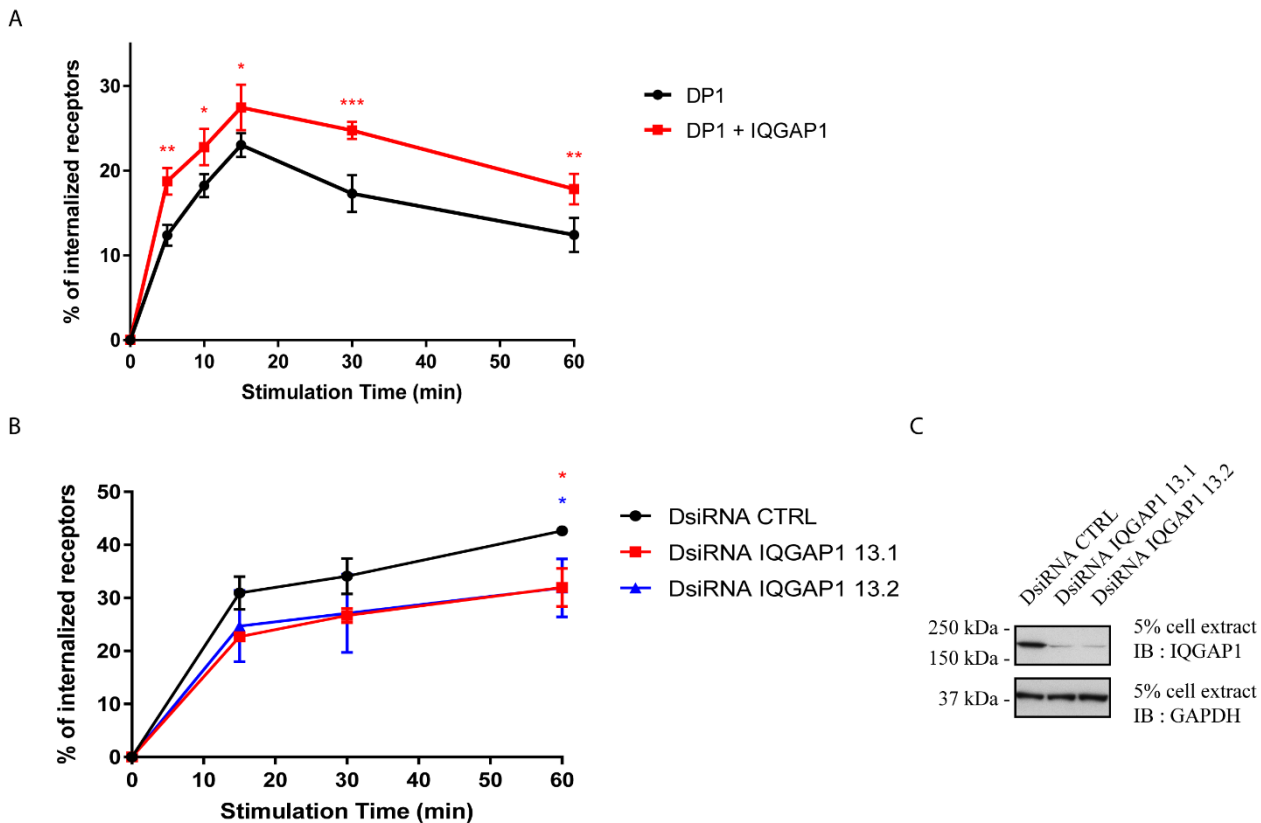 A
% of internalized receptors
30
20
10
0
0 10 20 30 40 50 60
Stimulation Time (min)
** * * *** **
DP1
DP1 + IQGAP1
B
% of internalized receptors
50
40
30
20
10
0
0 10 20 30 40 50 60
Stimulation Time (min)
*
*
DsiRNA CTRL
DsiRNA IQGAP1 13.1
DsiRNA IQGAP1 13.2
C
DsiRNA CTRL
DsiRNA IQGAP1 13.1
DsiRNA IQGAP1 13.2
250 kDa -
150 kDa -
5% cell extract
IB : IQGAP1
37 kDa -
5% cell extract
IB : GAPDH